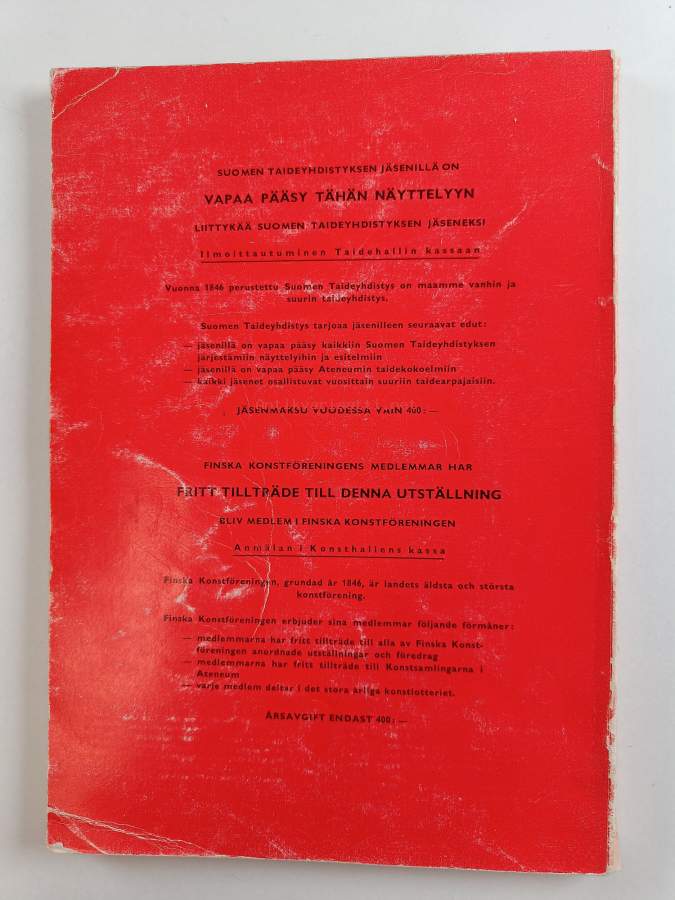 SUOMEN TAIDEYHDISTYKSEN JÄSENILLÄ ON
VAPAA PÄÄSY TÄHÄN NÄYTTELYYN
LIITTYKÄÄ SUOMEN TAIDEYHDISTYKSEN JÄSENEKSI
Ilmoittautuminen Taidehallin kassaan
Vuonna 1846 perustettu Suomen Taideyhdistys on maamme vanhin ja
suurin taideyhdistys.
Suomen Taideyhdistys tarjoaa jäsenilleen seuraavat edut:
— jäsenillä on vapaa pääsy kaikkiin Suomen Taideyhdistyksen
järjestämiin näyttelyihin ja esitelmiin
— jäsenillä on vapaa pääsy Ateneumin taidekokoelmiin
— kaikki jäsenet osallistuvat vuosittain suuriin taidearpajaisiin.
JÄSENMAKSU VUODESSA VAIN 400:—
FINSKA KONSTFÖRENINGENS MEDLEMMAR HAR
FRITT TILLTRÄDE TILL DENNA UTSTÄLLNING
BLIV MEDLEM I FINSKA KONSTFÖRENINGEN
Anmälan i Konsthallens kassa
Finska Konstföreningen, grundad år 1846, är landets äldsta och största
konstförening.
Finska Konstföreningen erbjuder sina medlemmar följande förmåner:
— medlemmarna har fritt tillträde till alla av Finska Konst-
föreningen anordnade utställningar och föredrag
— medlemmarna har fritt tillträde till Konstsamlingarna i
Ateneum
— varje medlem deltar i det stora årliga konstlotteriet.
ÅRSAVGIFT ENDAST 400:—